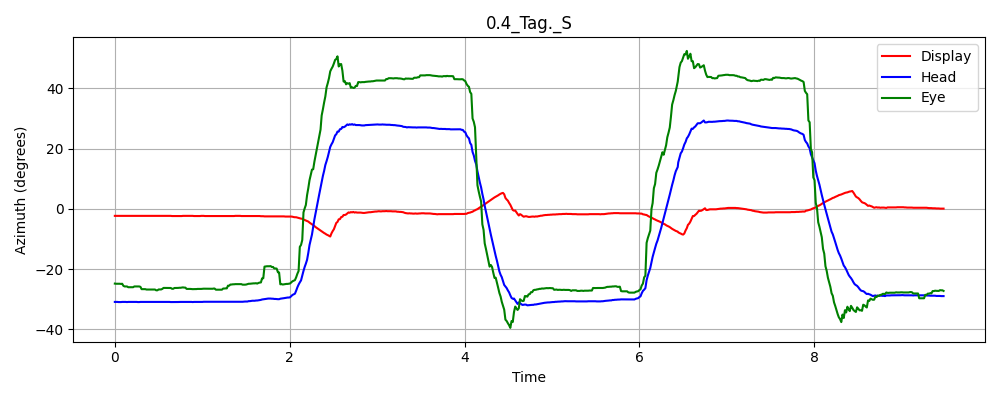 0.4_Tag._S
Display
Head
Eye
Azimuth (degrees)
40
20
0
−20
−40
0 2 4 6 8
Time